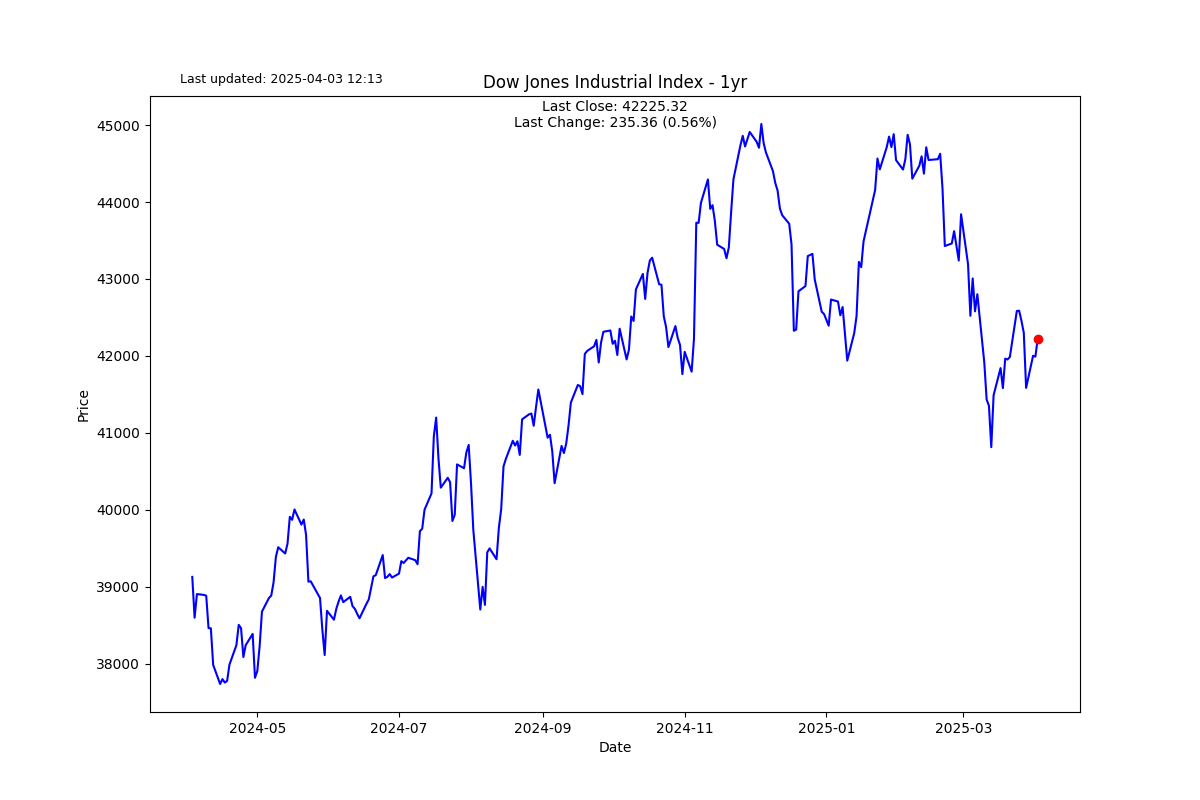 Last updated: 2025-04-03 12:13
Dow Jones Industrial Index - 1yr
Last Close: 42225.32
Last Change: 235.36 (0.56%)
45000
44000
43000
42000
41000
40000
39000
38000
Price
2024-05
2024-07
2024-09
2024-11
2025-01
2025-03
Date